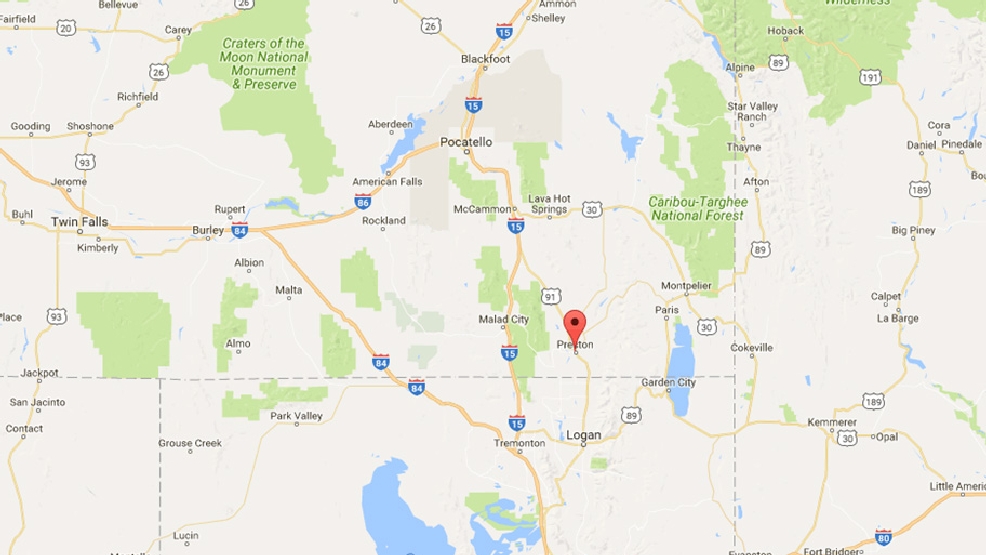 Bellevue
26
Ammon
Shelley
Fairfield
20
Carey
26
15
Hoback
Wilderness
Craters of the
Moon National
Monument
& Preserve
Blackfoot
Alpine
89
191
26
Richfield
15
Star Valley
Ranch
Gooding
Shoshone
Aberdeen
Pocatello
Thayne
Cora
Daniel
Pinedale
93
Jerome
American Falls
Afton
189
Buhl
Twin Falls
Rupert
86
Rockland
McCammon
Lava Hot
Springs
30
Caribou-Targhee
National Forest
Burley
84
15
Kimberly
89
Big Piney
Albion
Malta
91
Montpelier
Calpet
93
Malad City
Paris
30
La Barge
Almo
84
15
Preston
Cokeville
Jackpot
84
Garden City
San Jacinto
Park Valley
15
89
189
Contact
Kemmerer
Grouse Creek
Tremonton
Logan
30
Opal
Little Ameri
Lucin
80
Fort Bridger
Evanston